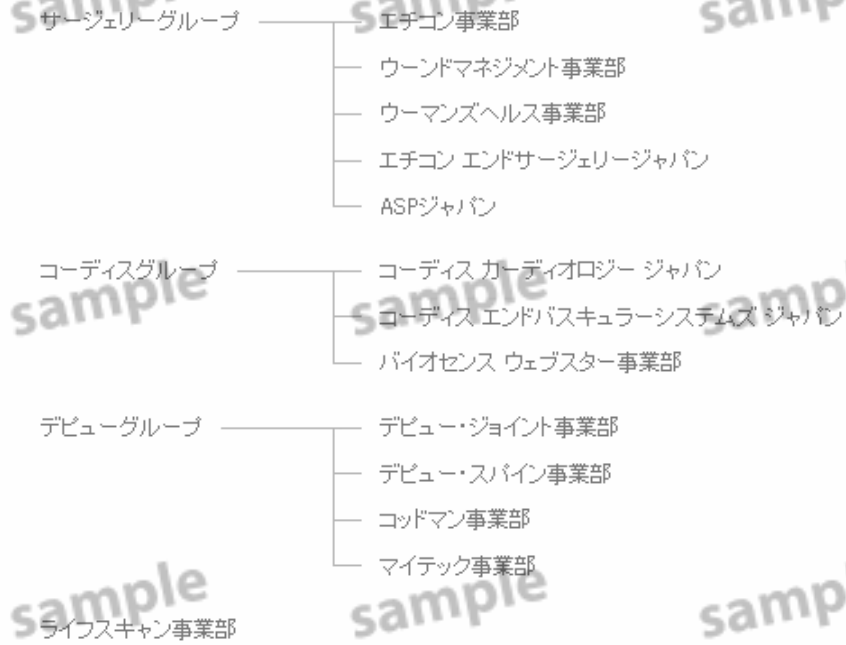 サージェリーグループ エチコン事業部
ウーンドマネジメント事業部
ウーマンズヘルス事業部
エチコン エンドサージェリージャパン
ASPジャパン
コーディスグループ コーディス カーディオロジー ジャパン
コーディス エンドバスキュラーシステムズ ジャパン
バイオセンス ウェブスター事業部
デピューグループ デピュー・ジョイント事業部
デピュー・スパイン事業部
コッドマン事業部
マイテック事業部
ライフスキャン事業部
sample sample sample
sample sample sample
sample sample sample